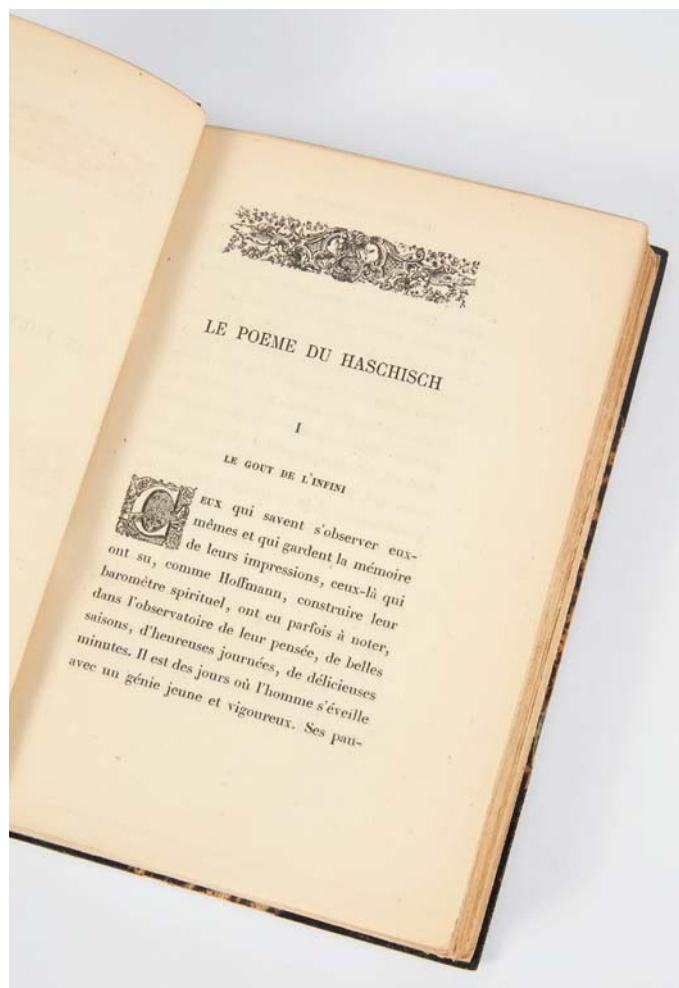 LE POEME DU HASCHISCH
I
LE GOUT DE L'INFINI
CEUX qui savent s'observer eux-
mêmes et qui gardent la mémoire
de leurs impressions, ceux-là qui
ont su, comme Hoffmann, construire leur
baromètre spirituel, ont eu parfois à noter,
dans l'observatoire de leur pensée, de belles
saisons, d'heureuses journées, de délicieuses
minutes. Il est des jours où l'homme s'éveille
avec un génie jeune et vigoureux. Ses pau-